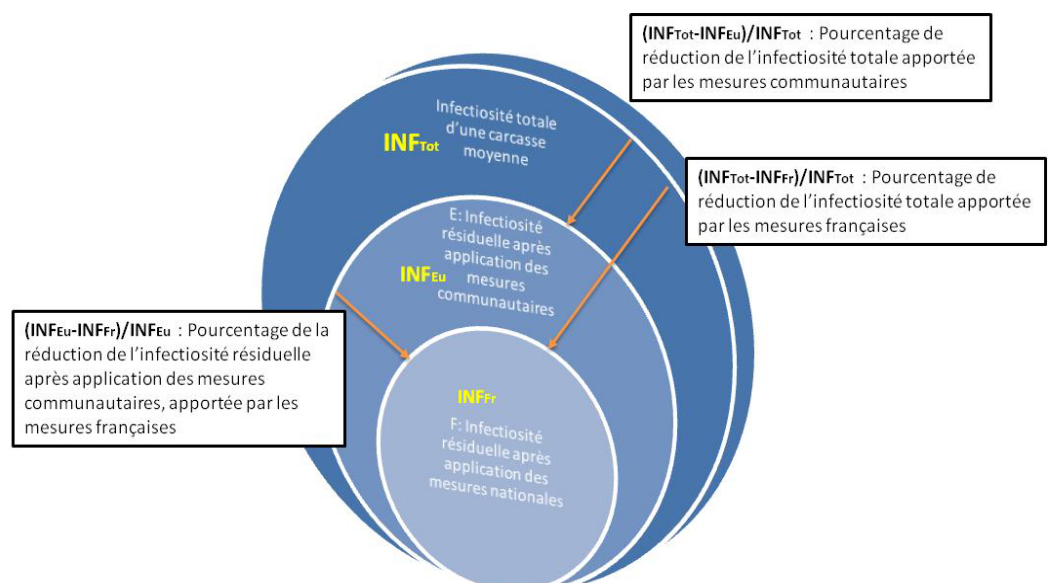 (INFTot-INFEu)/INFTot : Pourcentage de
réduction de l'infectiosité totale apportée
par les mesures communautaires
Infectiosité totale
d'une carcasse
moyenne
INFTot
(INFTot-INFFr)/INFTot : Pourcentage de
réduction de l'infectiosité totale apportée
par les mesures françaises
E: Infectiosité
résiduelle après
application des
mesures
communautaires
INFEu
(INFEu-INFFr)/INFEu : Pourcentage de la
réduction de l'infectiosité résiduelle
après application des mesures
communautaires, apportée par les
mesures françaises
INFFr
F: Infectiosité
résiduelle après
application des
mesures nationales